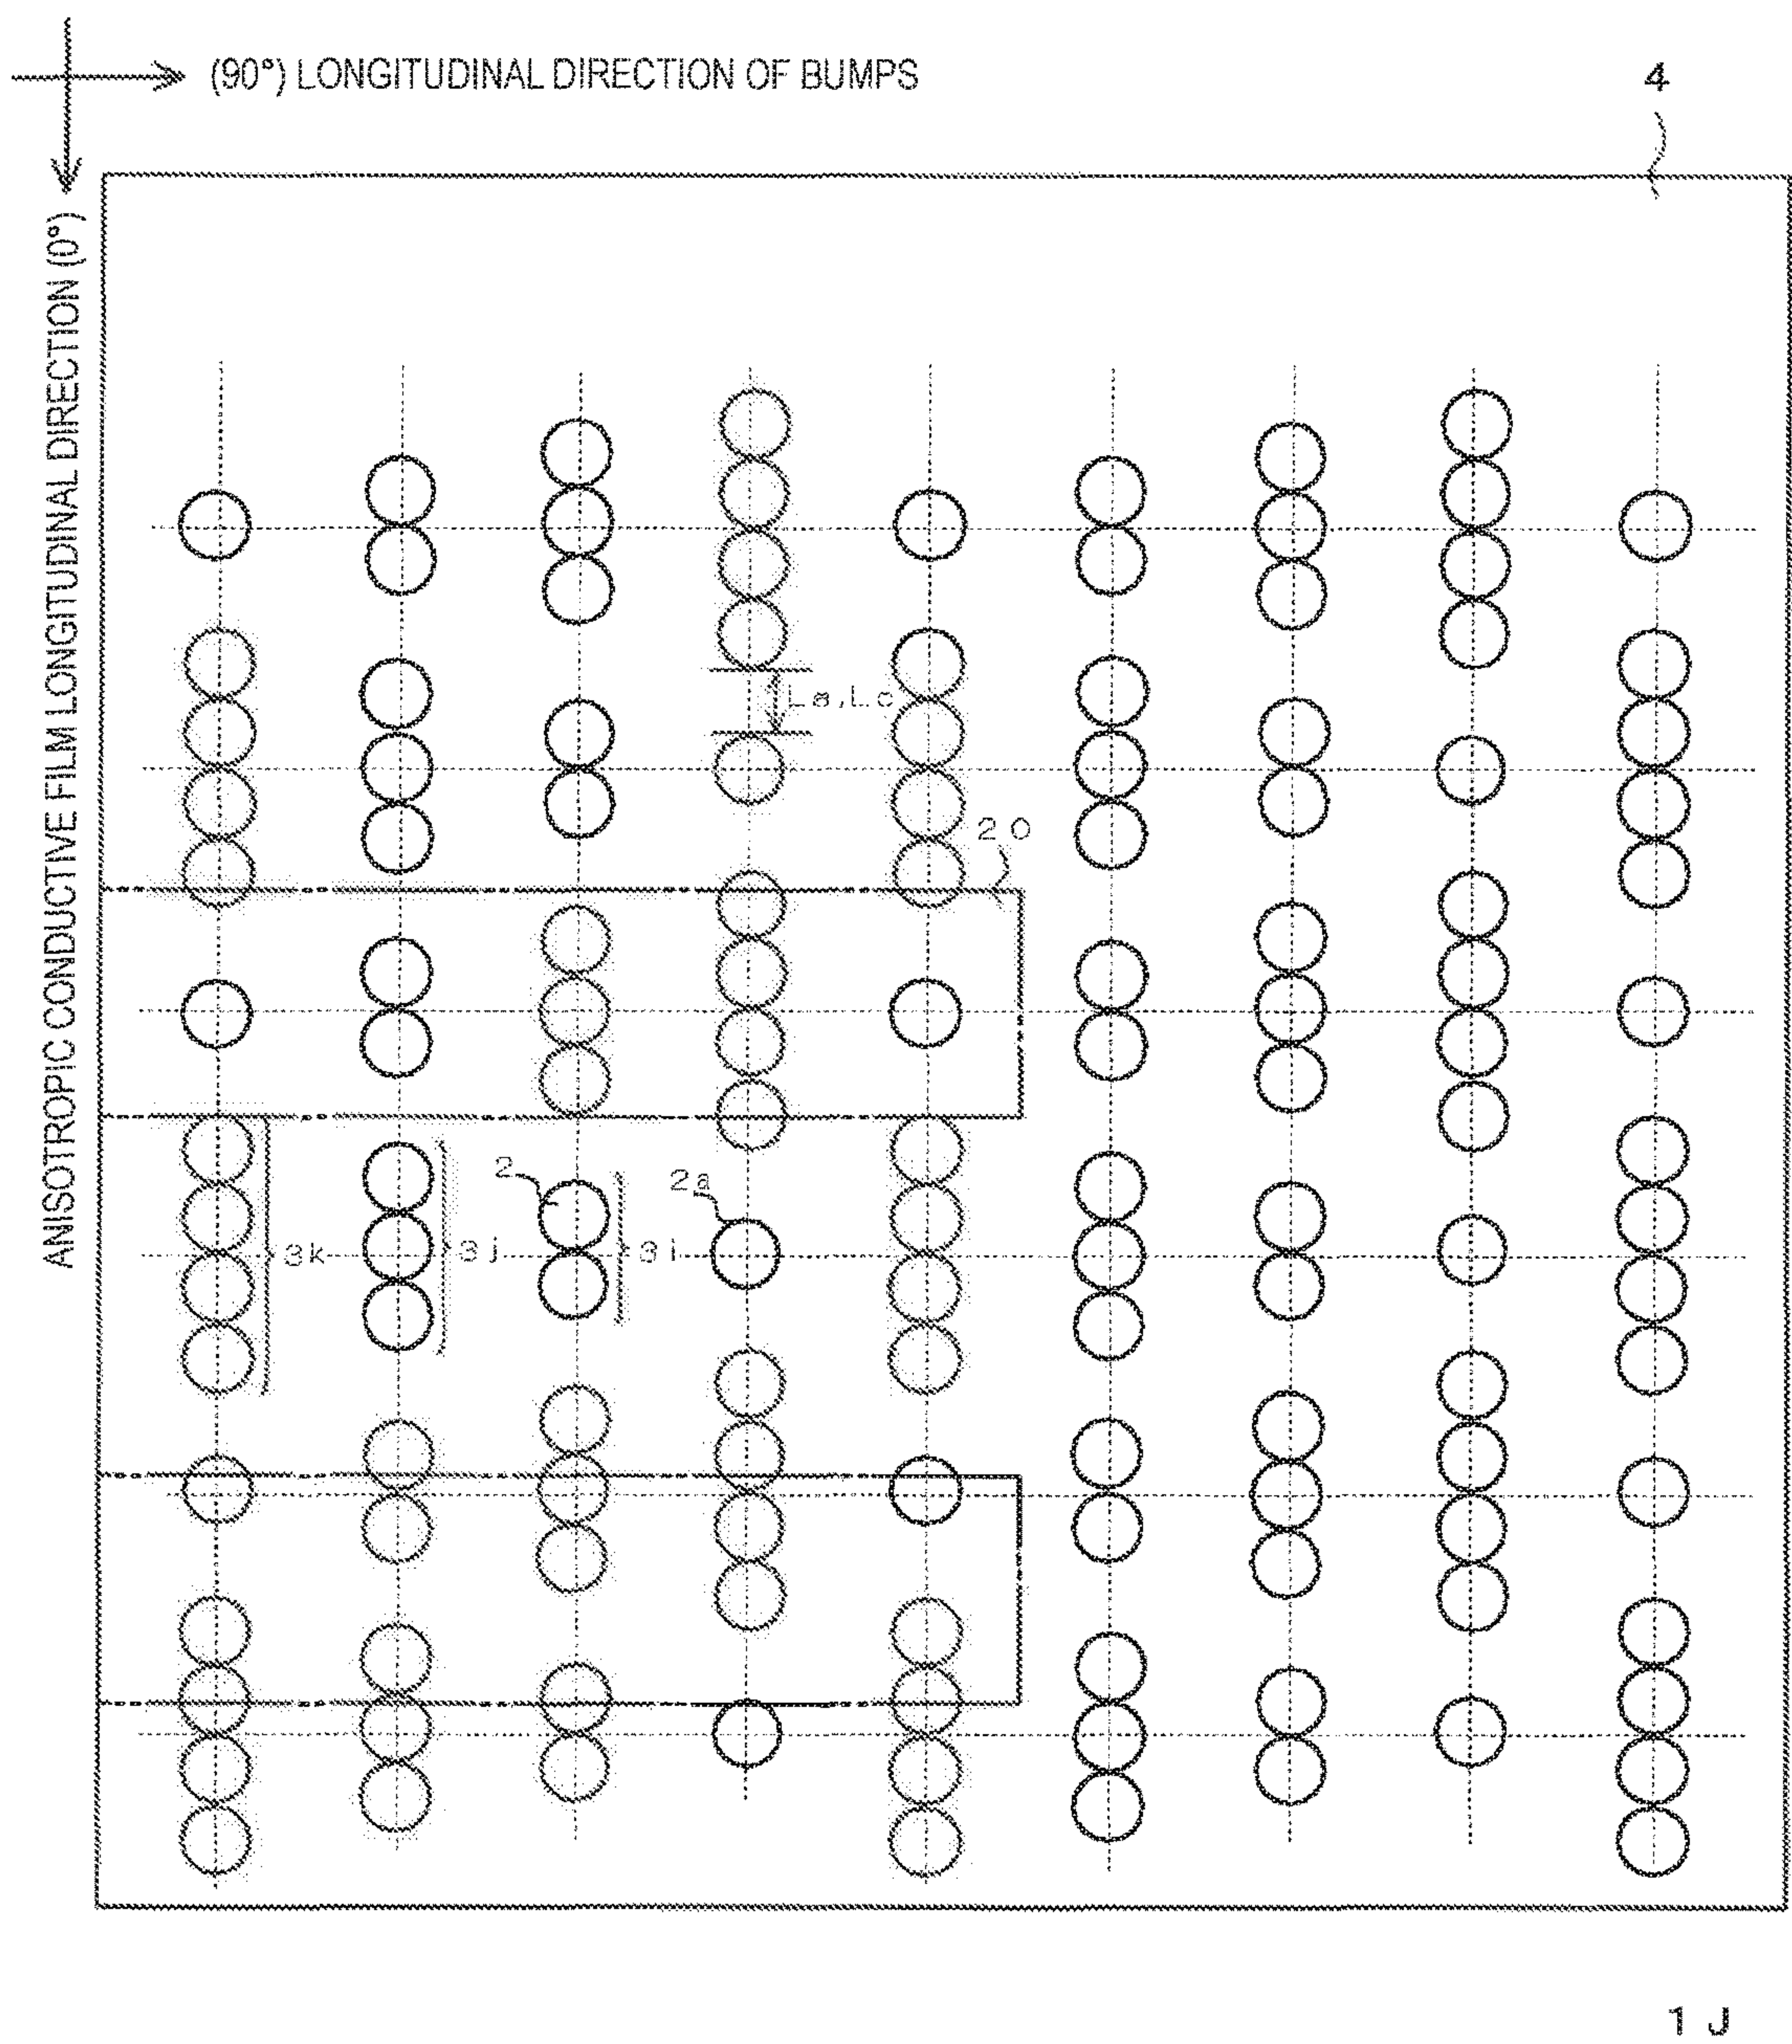 (90°) LONGITUDINAL DIRECTION OF BUMPS
4
ANISOTROPIC CONDUCTIVE FILM LONGITUDINAL DIRECTION (0°)
La,Lc
20
2
2a
3k
3j
3i
1J